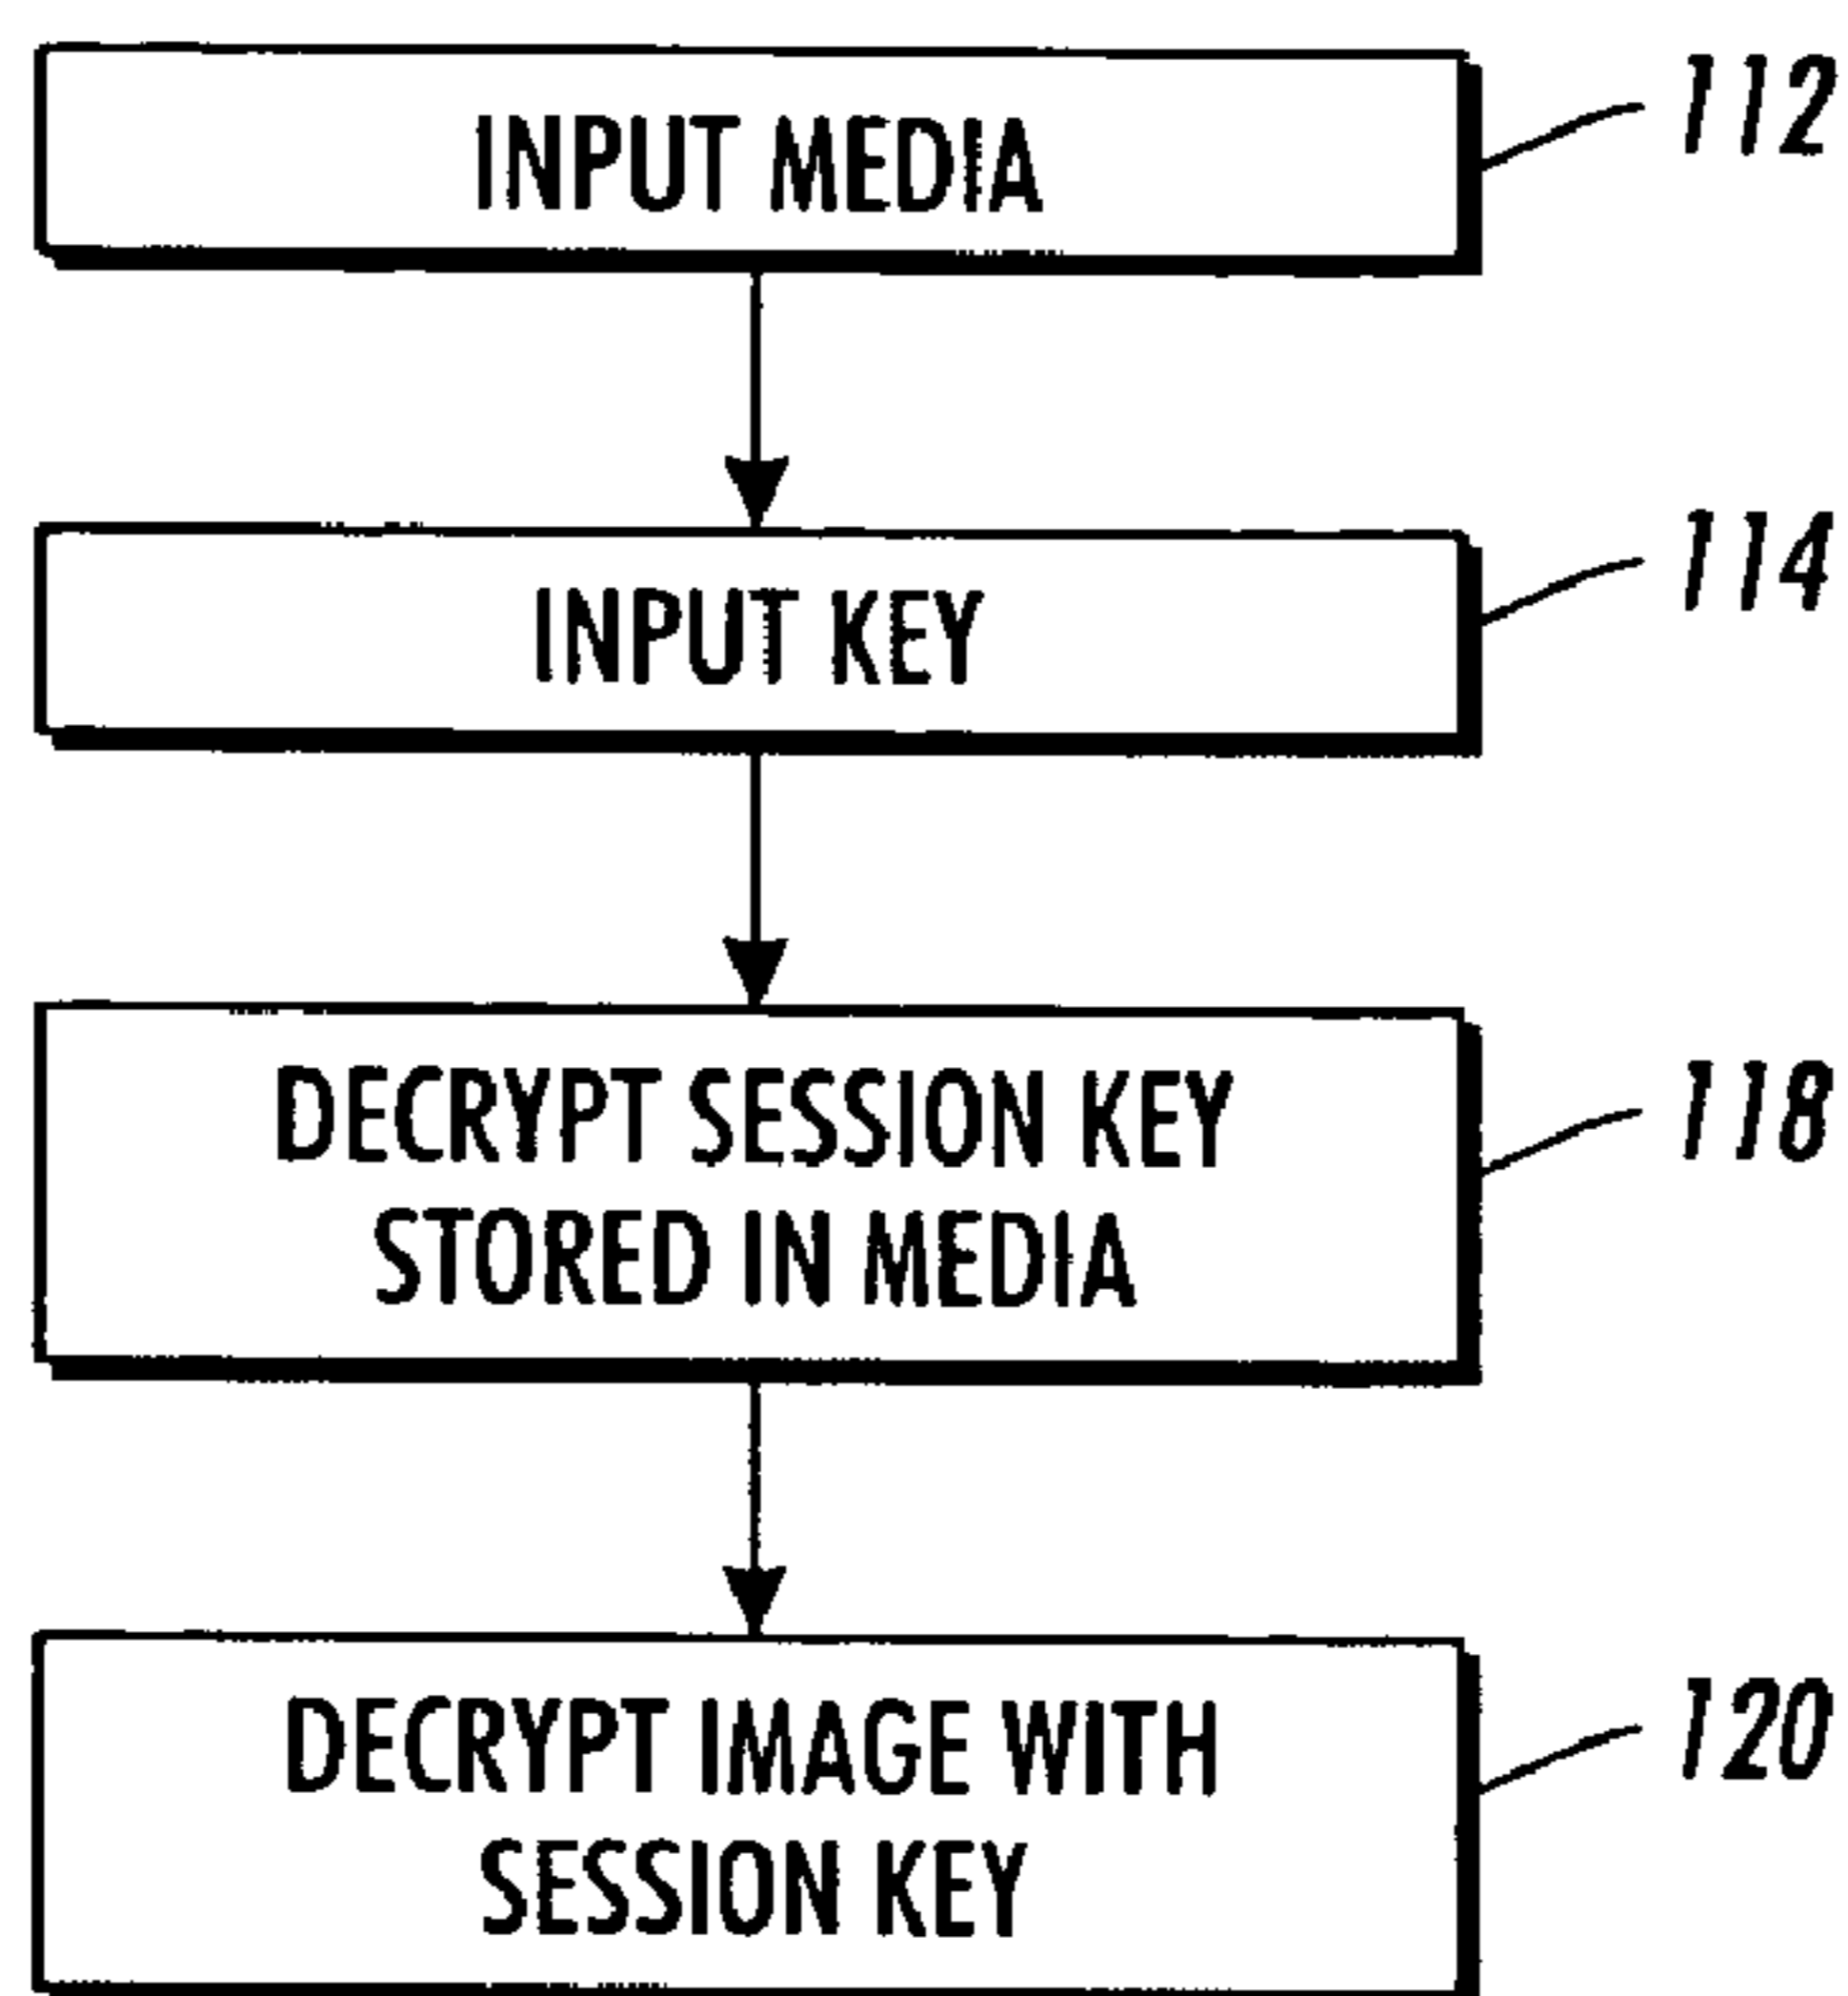 INPUT MEDIA
112
INPUT KEY
114
DECRYPT SESSION KEY
STORED IN MEDIA
118
DECRYPT IMAGE WITH
SESSION KEY
120